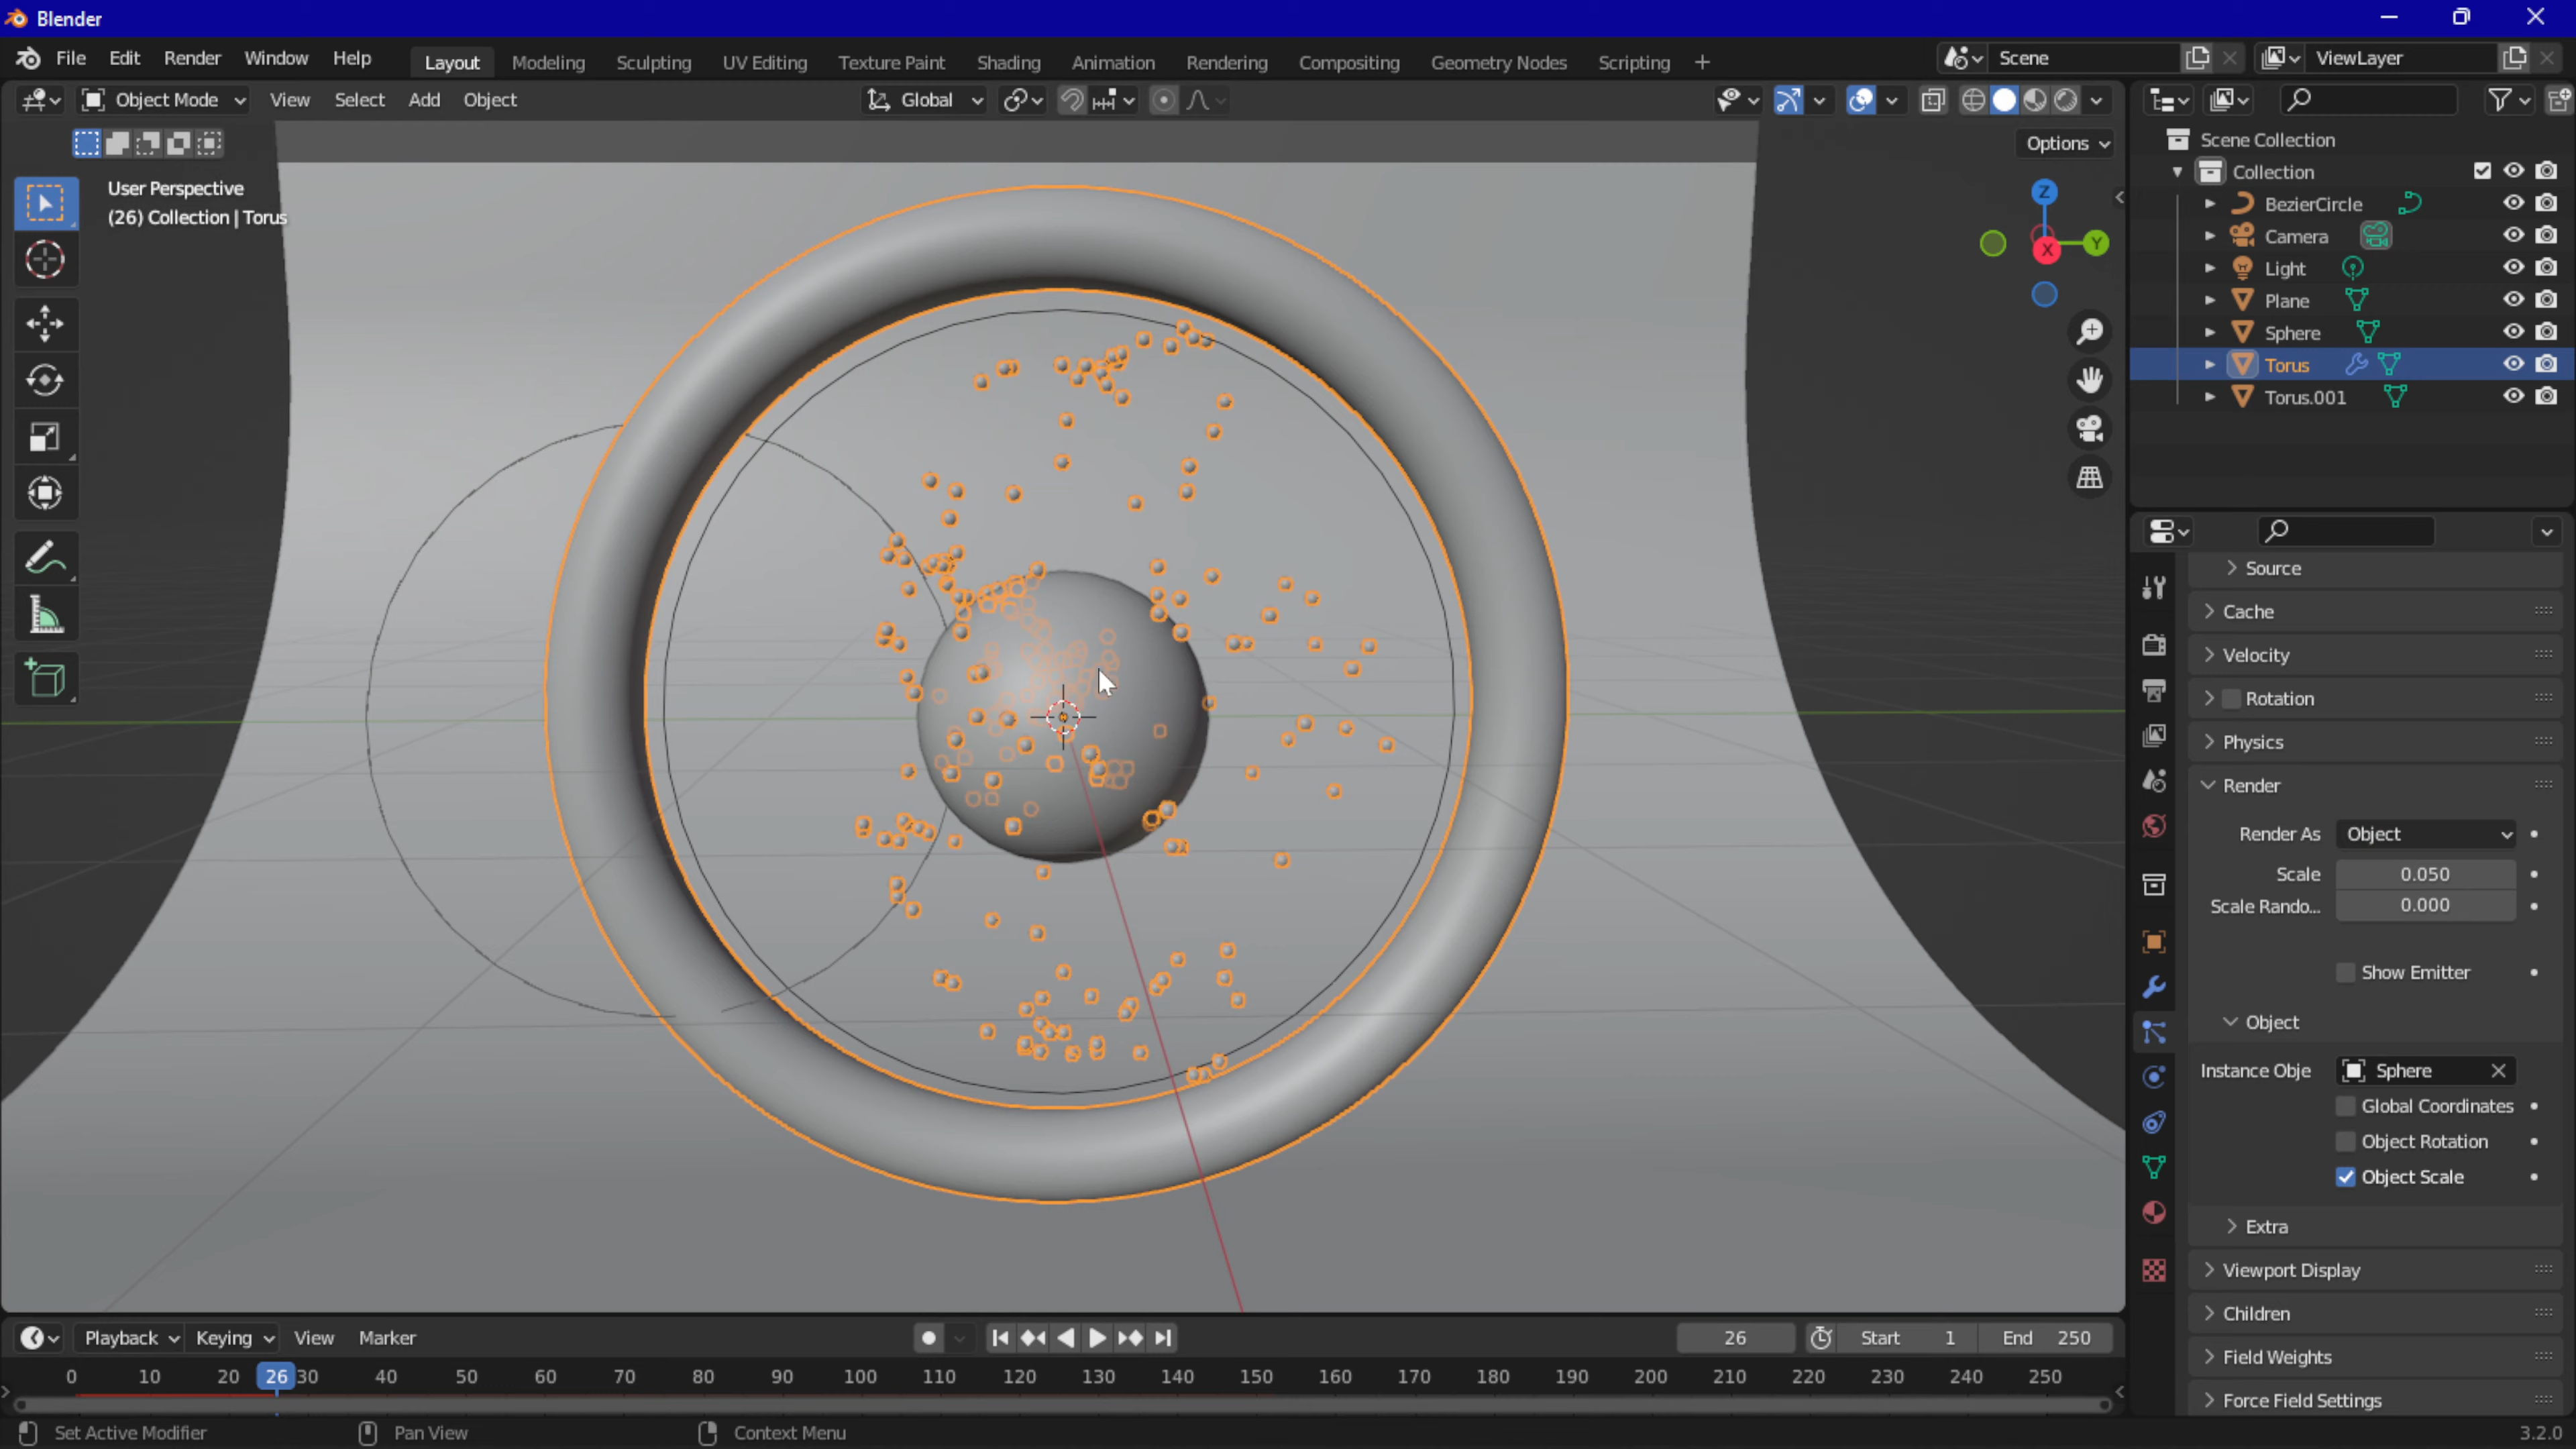 Blender
File Edit Render Window Help
Layout Modeling Sculpting UV Editing Texture Paint Shading Animation Rendering Compositing Geometry Nodes Scripting +
Scene
ViewLayer
Object Mode View Select Add Object
Global
Options
User Perspective
(26) Collection | Torus
Z
Y
X
Scene Collection
Collection
BezierCircle
Camera
Light
Plane
Sphere
Torus
Torus.001
Source
Cache
Velocity
Rotation
Physics
Render
Render As Object
Scale 0.050
Scale Rando... 0.000
Show Emitter
Object
Instance Obje Sphere
Global Coordinates
Object Rotation
Object Scale
Extra
Viewport Display
Children
Field Weights
Force Field Settings
Playback Keying View Marker
26 Start 1 End 250
0 10 20 26 30 40 50 60 70 80 90 100 110 120 130 140 150 160 170 180 190 200 210 220 230 240 250
Set Active Modifier Pan View Context Menu 3.2.0